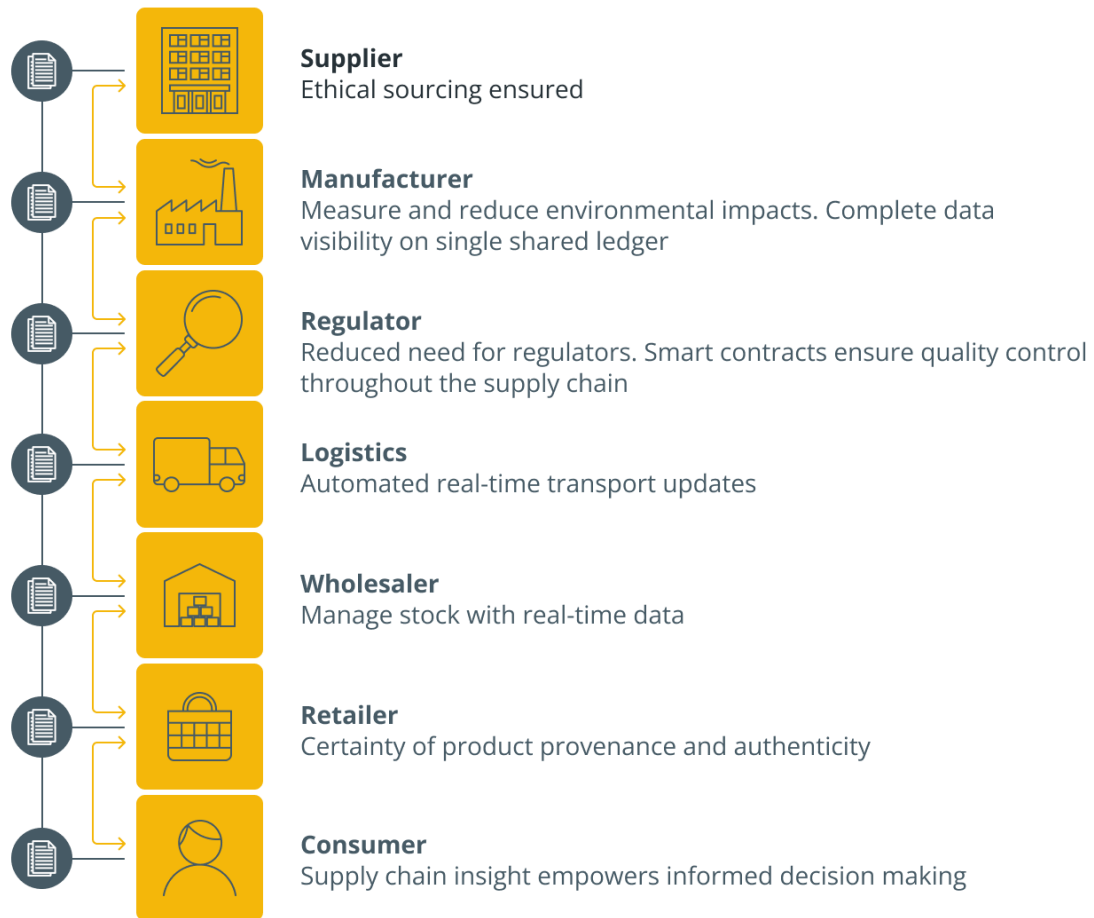 Supplier
Ethical sourcing ensured
Manufacturer
Measure and reduce environmental impacts. Complete data
visibility on single shared ledger
Regulator
Reduced need for regulators. Smart contracts ensure quality control
throughout the supply chain
Logistics
Automated real-time transport updates
Wholesaler
Manage stock with real-time data
Retailer
Certainty of product provenance and authenticity
Consumer
Supply chain insight empowers informed decision making